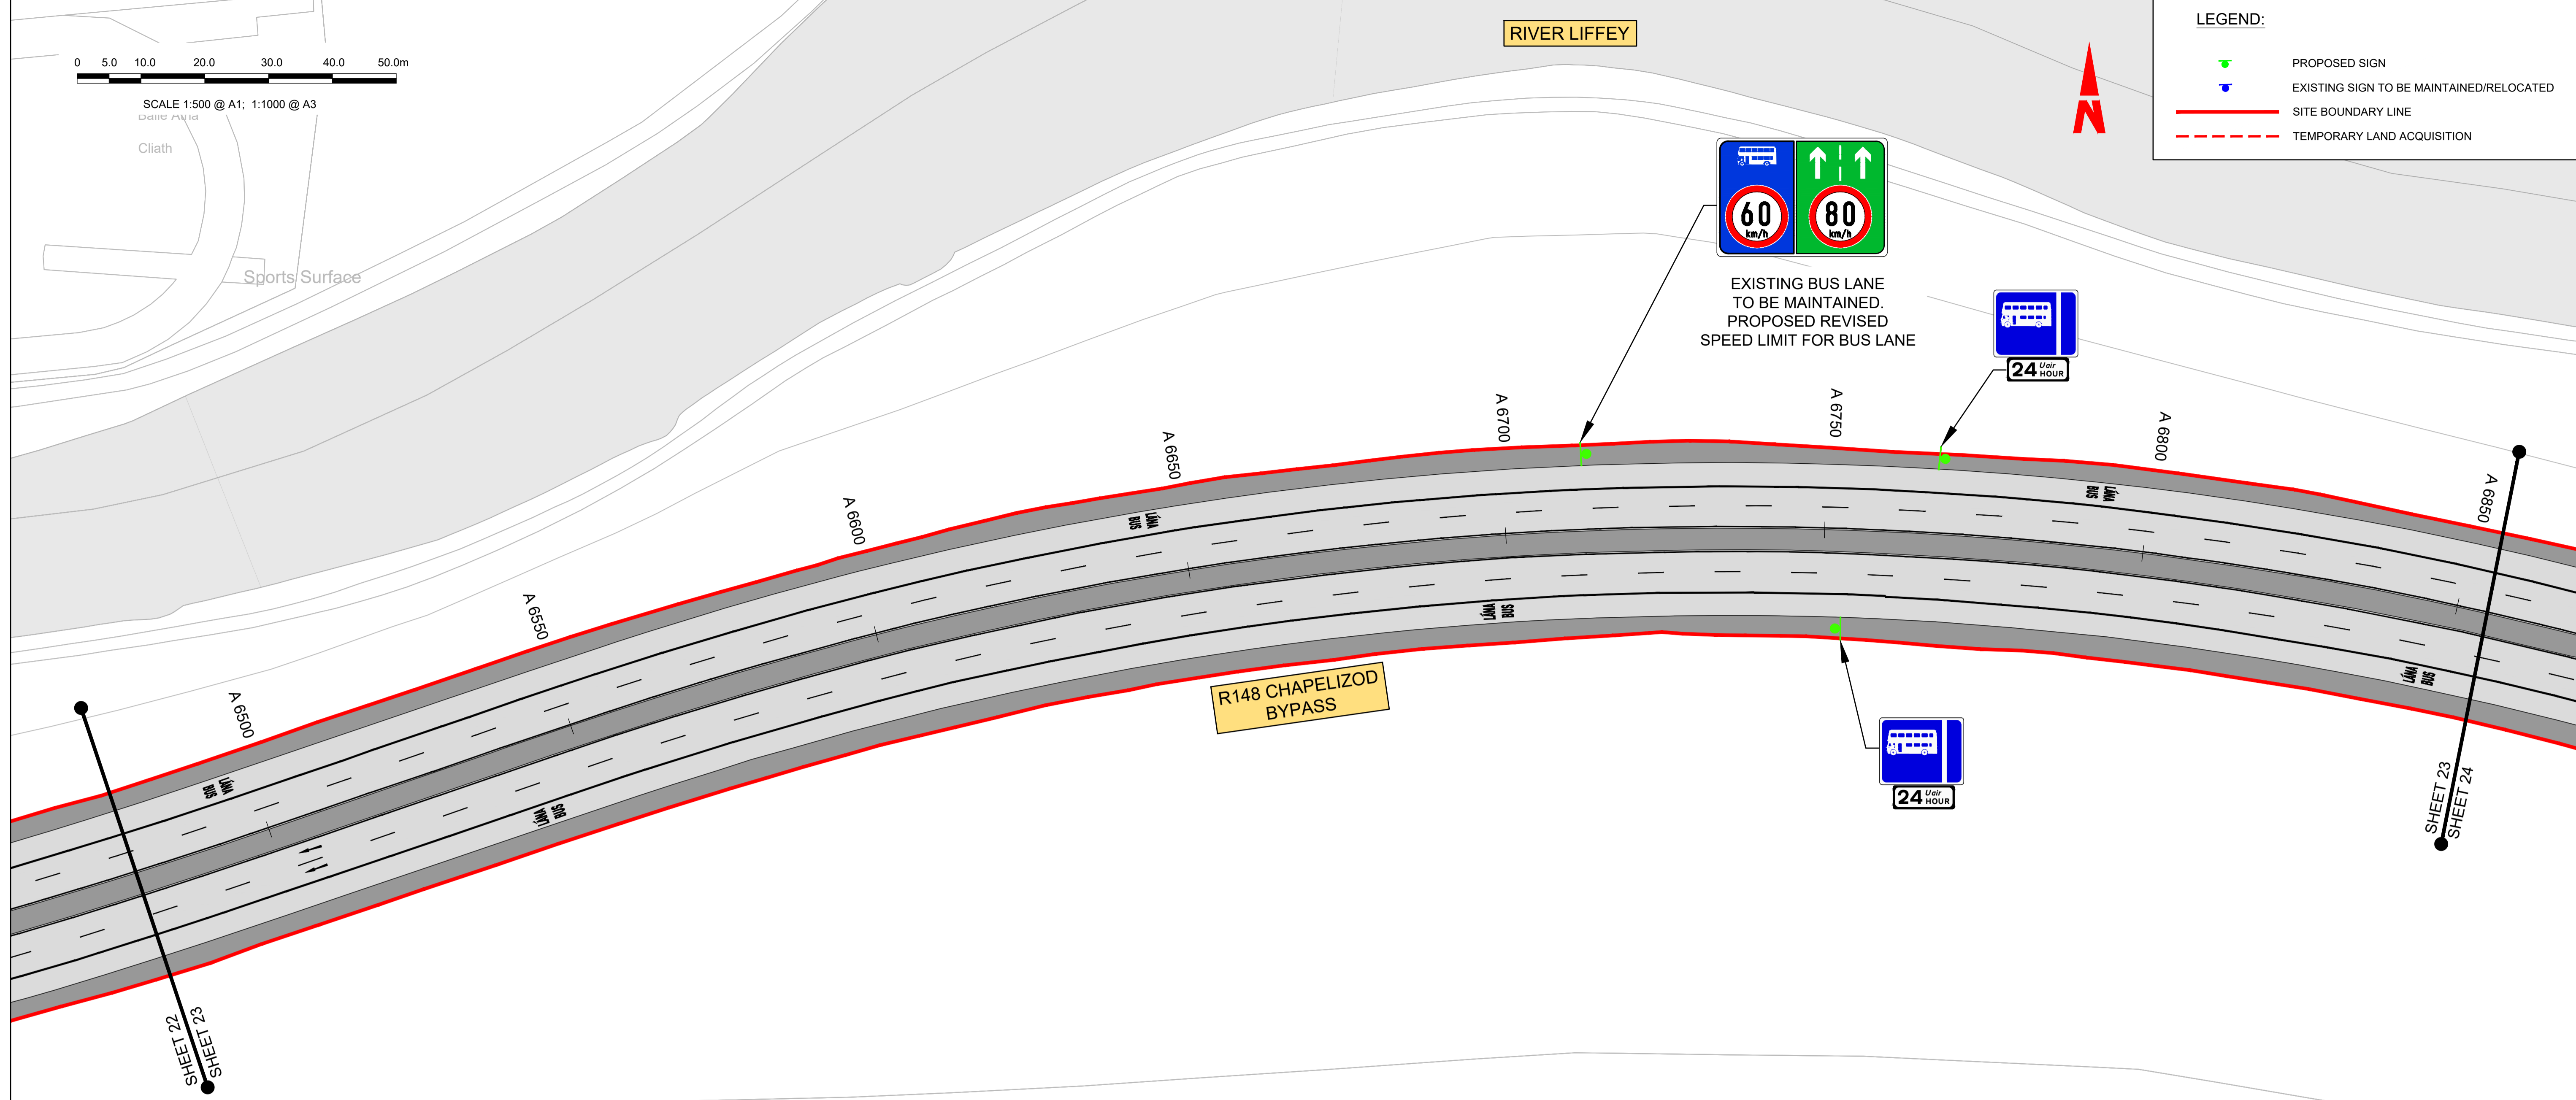 0 5.0 10.0 20.0 30.0 40.0 50.0m
SCALE 1:500 @ A1; 1:1000 @ A3
Baile Átha
Cliath
Sports Surface
RIVER LIFFEY
LEGEND:
PROPOSED SIGN
EXISTING SIGN TO BE MAINTAINED/RELOCATED
SITE BOUNDARY LINE
TEMPORARY LAND ACQUISITION
N
60
km/h
80
km/h
EXISTING BUS LANE
TO BE MAINTAINED.
PROPOSED REVISED
SPEED LIMIT FOR BUS LANE
24 Uair
HOUR
A 6500
A 6550
A 6600
A 6650
A 6700
A 6750
A 6800
A 6850
LÁNA
BUS
LÁNA
BUS
LÁNA
BUS
LÁNA
BUS
LÁNA
BUS
LÁNA
BUS
R148 CHAPELIZOD
BYPASS
24 Uair
HOUR
SHEET 22
SHEET 23
SHEET 23
SHEET 24